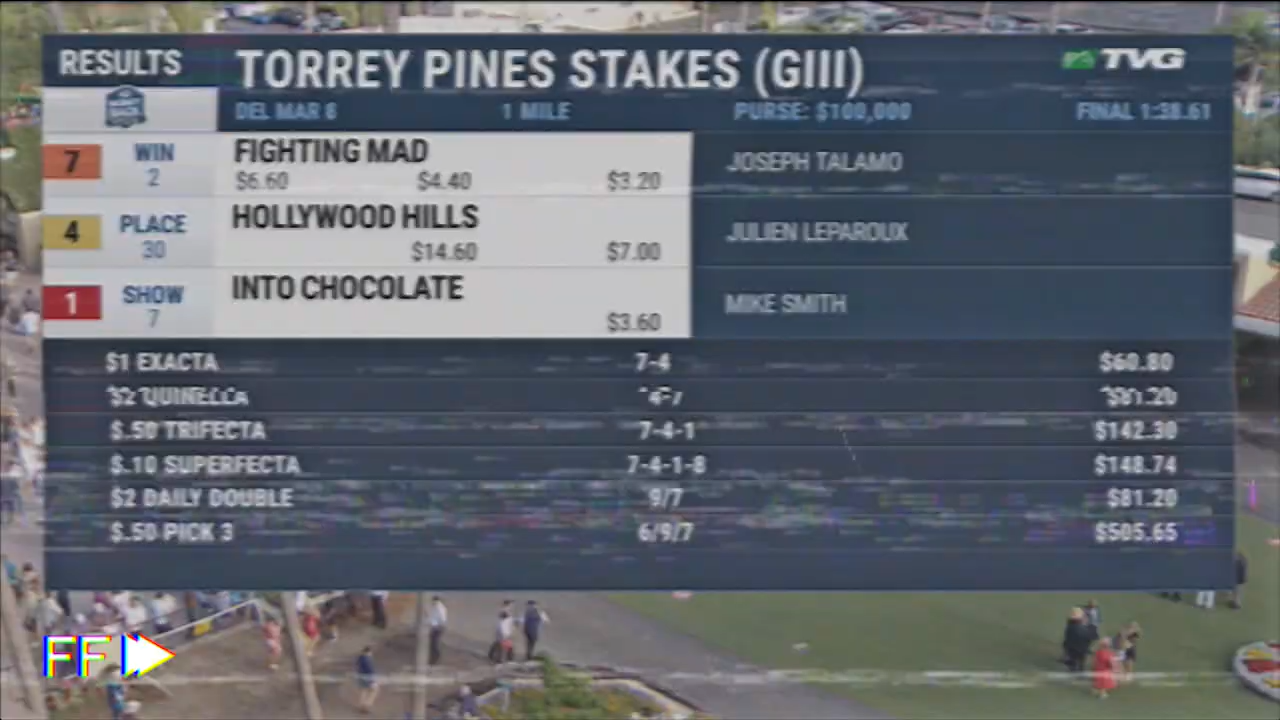 RESULTS TORREY PINES STAKES (GIII) TVG
DEL MAR 6 1 MILE PURSE: $100,000 FINAL 1:38.61
7 WIN 2 FIGHTING MAD JOSEPH TALAMO
$6.60 $4.40 $3.20
4 PLACE 30 HOLLYWOOD HILLS JULIEN LEPAROUX
$14.60 $7.00
1 SHOW 7 INTO CHOCOLATE MIKE SMITH
$3.60
$1 EXACTA 7-4 $60.80
$2 QUINELLA 4-7
$.50 TRIFECTA 7-4-1 $142.30
$.10 SUPERFECTA 7-4-1-8 $148.74
$2 DAILY DOUBLE 9/7 $81.20
$.50 PICK 3 6/9/7 $505.65
FF